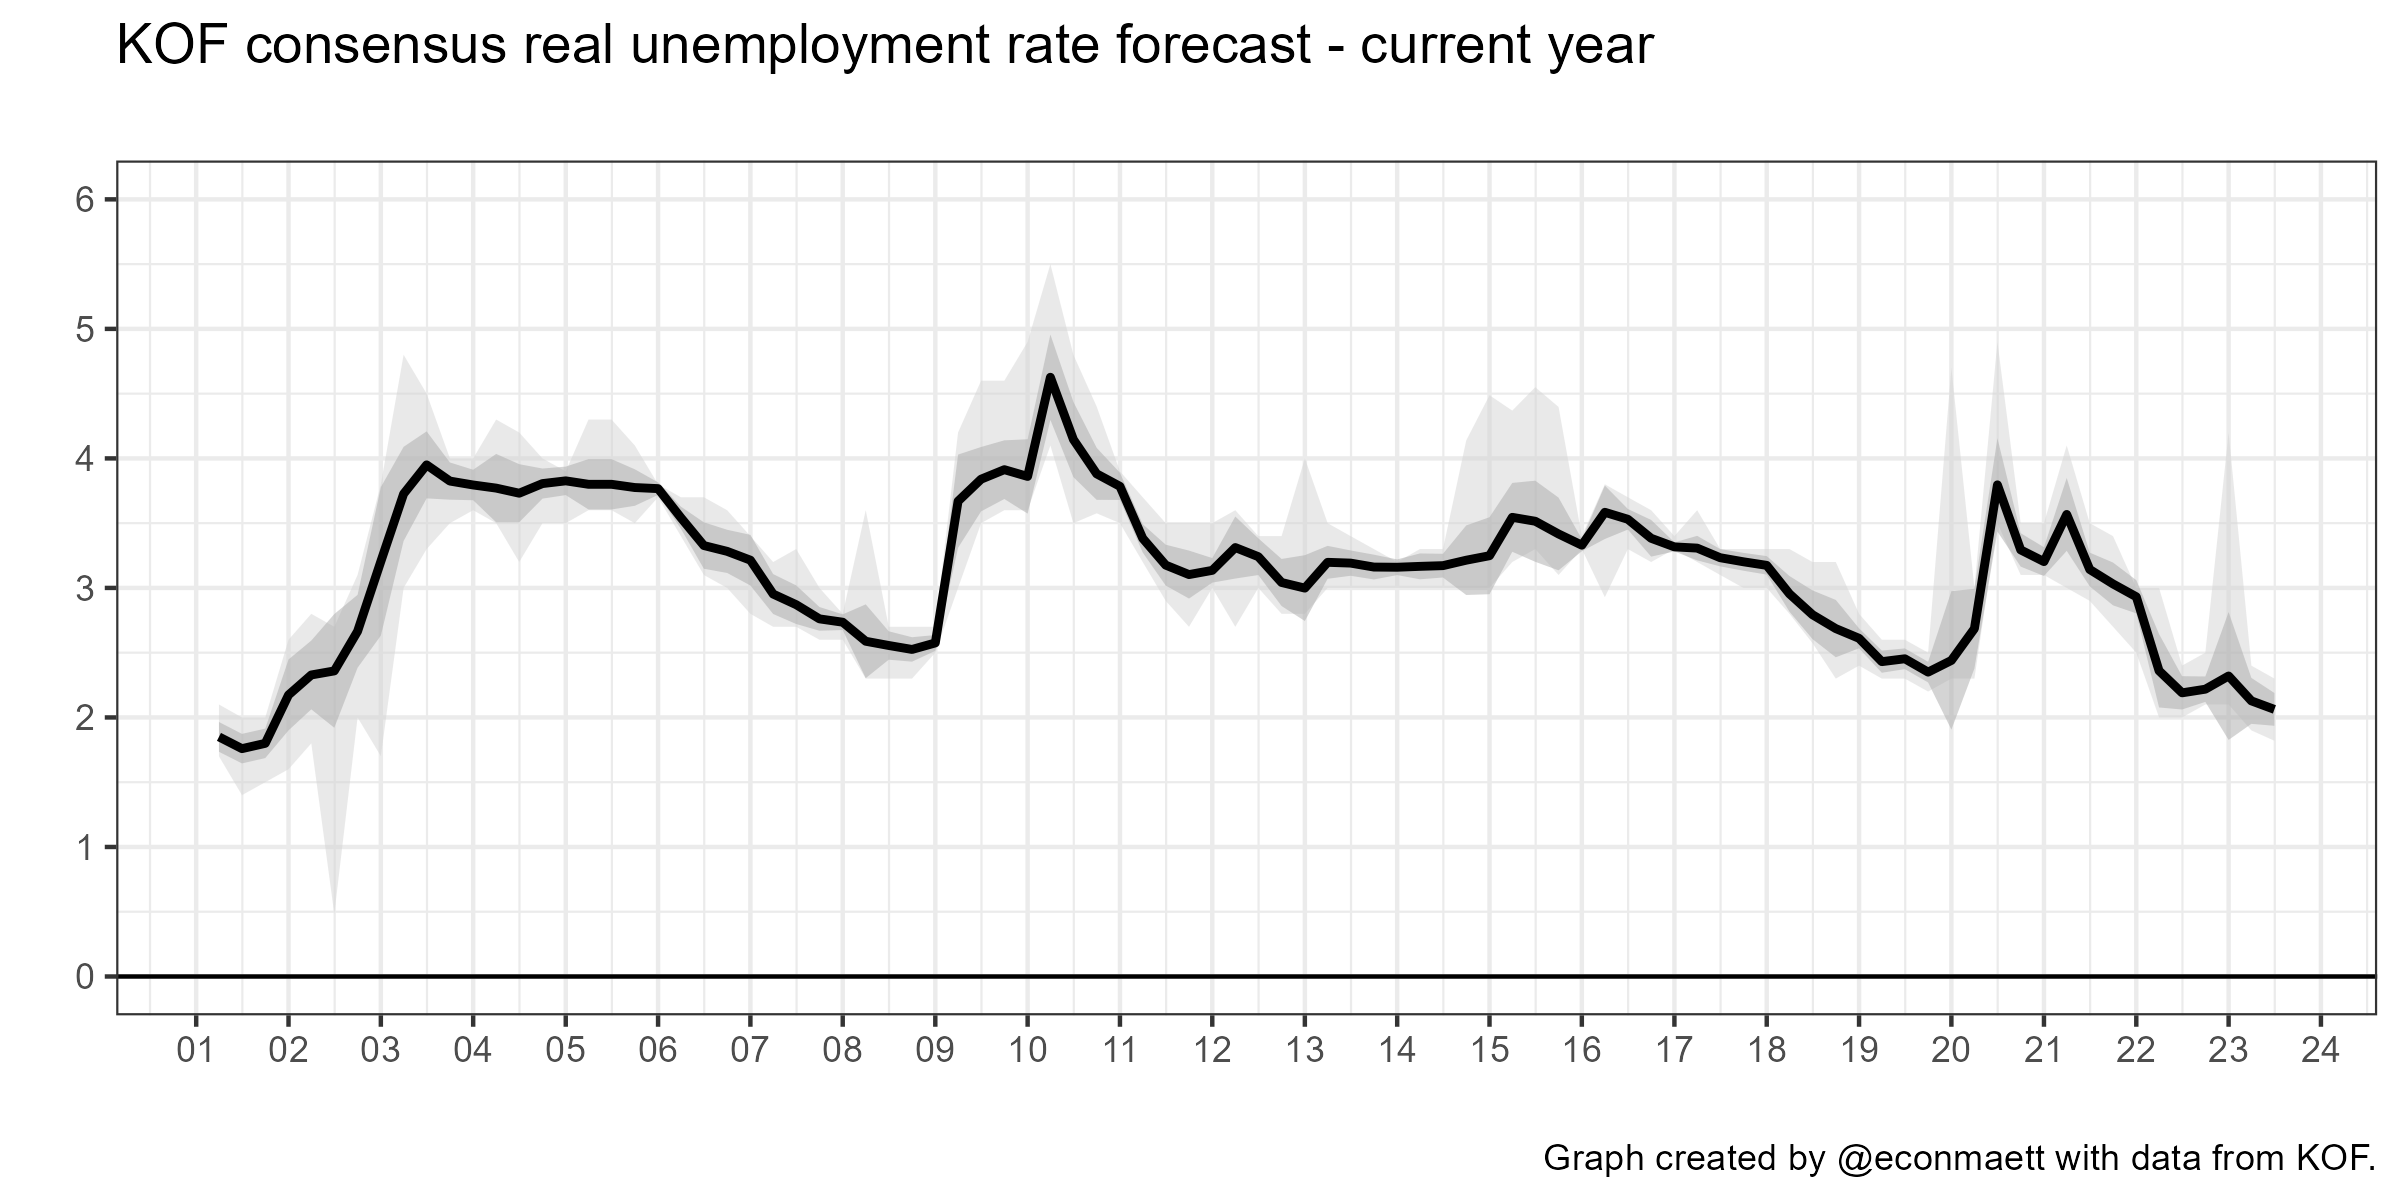 KOF consensus real unemployment rate forecast - current year
6
5
4
3
2
1
0
01 02 03 04 05 06 07 08 09 10 11 12 13 14 15 16 17 18 19 20 21 22 23 24
Graph created by @econmaett with data from KOF.